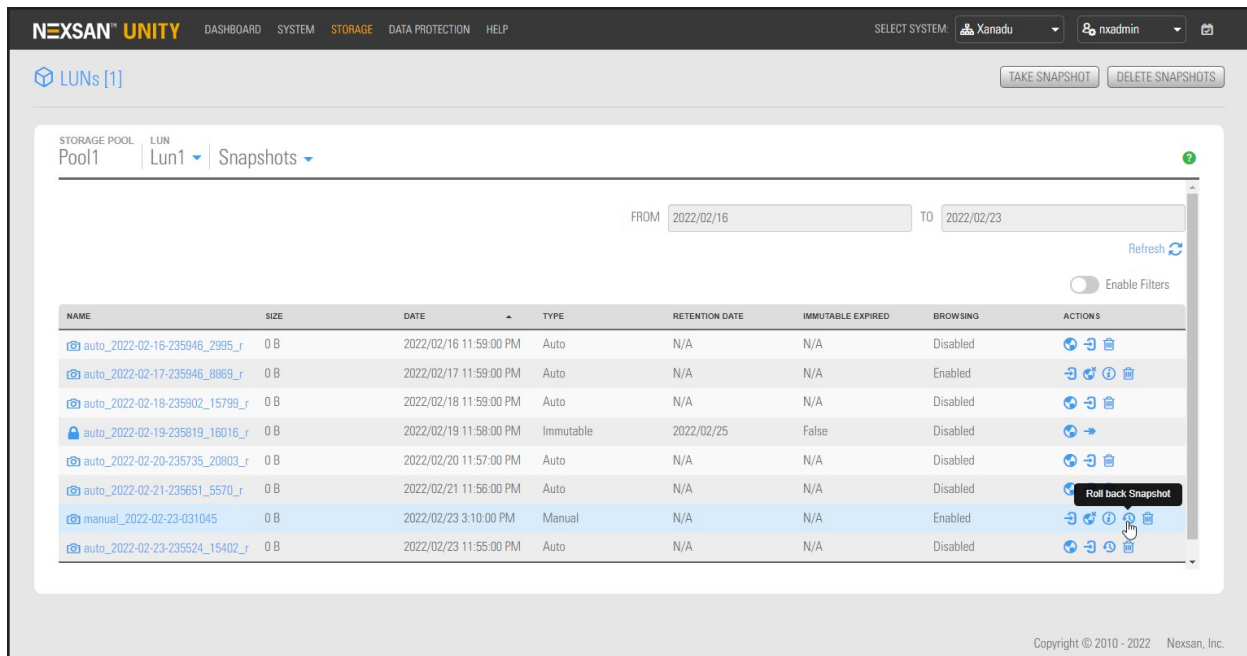 NEXSAN™ UNITY DASHBOARD SYSTEM STORAGE DATA PROTECTION HELP SELECT SYSTEM: Xanadu nxadmin
LUNs [1] TAKE SNAPSHOT DELETE SNAPSHOTS
STORAGE POOL LUN
Pool1 Lun1 Snapshots
FROM 2022/02/16 TO 2022/02/23
Refresh
Enable Filters
NAME SIZE DATE TYPE RETENTION DATE IMMUTABLE EXPIRED BROWSING ACTIONS
auto_2022-02-16-235946_2995_r 0 B 2022/02/16 11:59:00 PM Auto N/A N/A Disabled
auto_2022-02-17-235946_8869_r 0 B 2022/02/17 11:59:00 PM Auto N/A N/A Enabled
auto_2022-02-18-235902_15799_r 0 B 2022/02/18 11:59:00 PM Auto N/A N/A Disabled
auto_2022-02-19-235819_16016_r 0 B 2022/02/19 11:58:00 PM Immutable 2022/02/25 False Disabled
auto_2022-02-20-235735_20803_r 0 B 2022/02/20 11:57:00 PM Auto N/A N/A Disabled
auto_2022-02-21-235651_5570_r 0 B 2022/02/21 11:56:00 PM Auto N/A N/A Disabled
Roll back Snapshot
manual_2022-02-23-031045 0 B 2022/02/23 3:10:00 PM Manual N/A N/A Enabled
auto_2022-02-23-235524_15402_r 0 B 2022/02/23 11:55:00 PM Auto N/A N/A Disabled
Copyright © 2010 - 2022 Nexsan, Inc.